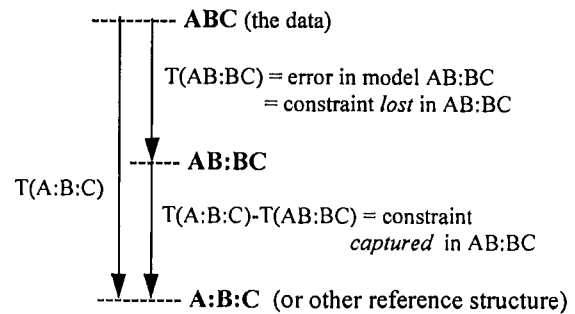 ABC (the data)
T(AB:BC) = error in model AB:BC
= constraint lost in AB:BC
AB:BC
T(A:B:C)
T(A:B:C)-T(AB:BC) = constraint
captured in AB:BC
A:B:C (or other reference structure)